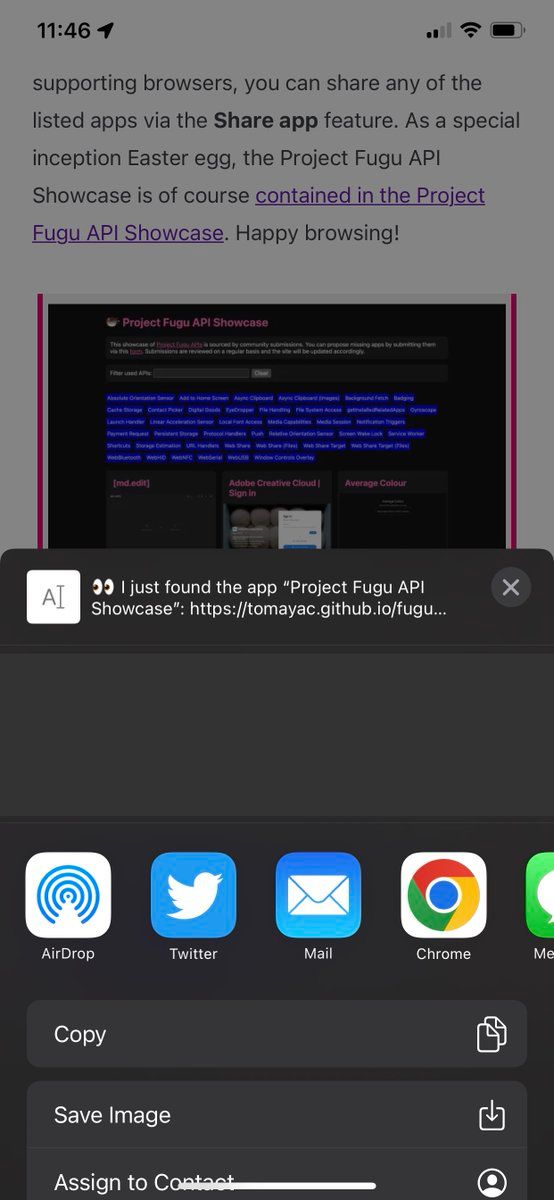 11:46
supporting browsers, you can share any of the
listed apps via the Share app feature. As a special
inception Easter egg, the Project Fugu API
Showcase is of course contained in the Project
Fugu API Showcase. Happy browsing!
Project Fugu API Showcase
This showcase of Project Fugu APIs is sourced by community submissions. You can propose missing apps by submitting them
via this form. Submissions are reviewed on a regular basis and the site will be updated accordingly.
Filter used APIs: Clear
Absolute Orientation Sensor Add to Home Screen Async Clipboard Async Clipboard (Images) Background Fetch Badging
Cache Storage Contact Picker Digital Goods EyeDropper File Handling File System Access getInstalledRelatedApps Gyroscope
Launch Handler Linear Acceleration Sensor Local Font Access Media Capabilities Media Session Notification Triggers
Payment Request Persistent Storage Protocol Handlers Push Relative Orientation Sensor Screen Wake Lock Service Worker
Shortcuts Storage Estimation URL Handlers Web Share Web Share (Files) Web Share Target Web Share Target (Files)
WebBluetooth WebHID WebNFC WebSerial WebUSB Window Controls Overlay
[md.edit] Adobe Creative Cloud | Average Colour
Sign in
A
👀 I just found the app “Project Fugu API
Showcase”: https://tomayac.github.io/fugu...
AirDrop Twitter Mail Chrome Me
Copy
Save Image
Assign to Contact